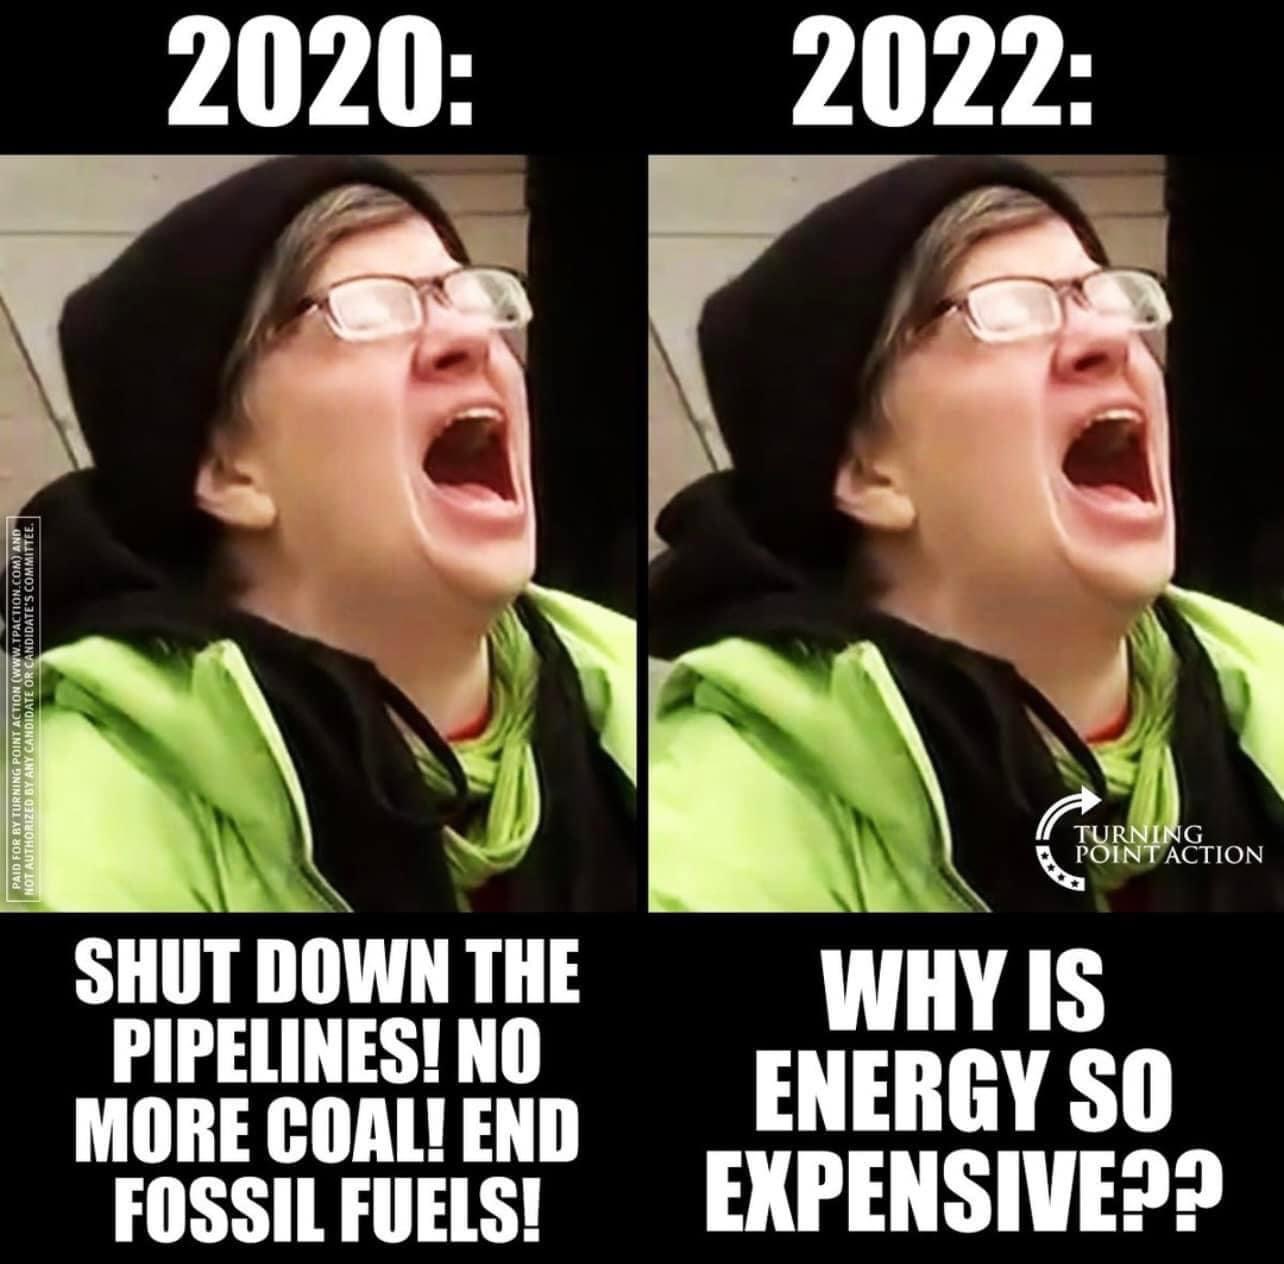 2020:
2022:
PAID FOR BY TURNING POINT ACTION (WWW.TPACTION.COM) AND
NOT AUTHORIZED BY ANY CANDIDATE OR CANDIDATE'S COMMITTEE.
TURNING
POINT ACTION
SHUT DOWN THE
PIPELINES! NO
MORE COAL! END
FOSSIL FUELS!
WHY IS
ENERGY SO
EXPENSIVE??